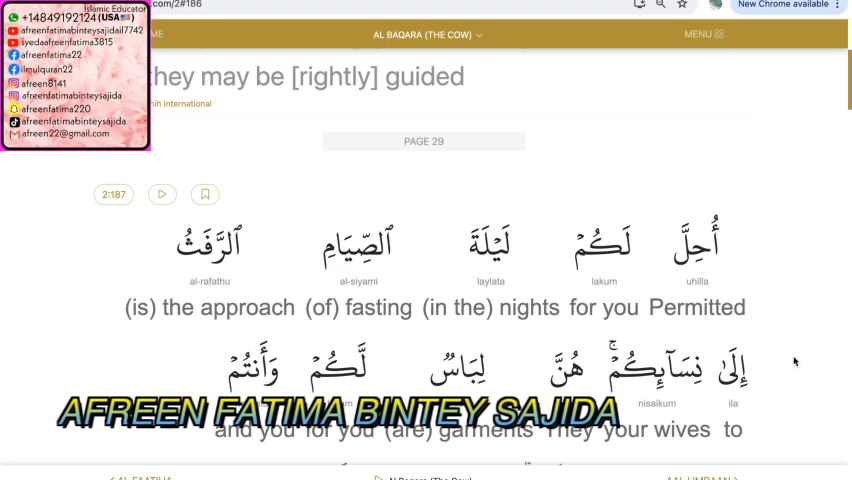 Islamic Educator
+14849192124 (USA🇺🇸)
afreenfatimabinteysajidail7742
syedaafreenfatima3815
afreenfatima22
ilmulquran22
afreen8141
afreenfatimabinteysajida
afreenfatima220
afreenfatimabinteysajida
afreen22@gmail.com
.com/2#186
New Chrome available
AL BAQARA (THE COW)
MENU
they may be [rightly] guided
International
PAGE 29
2:187
أُحِلَّ لَكُمْ لَيْلَةَ ٱلصِّيَامِ ٱلرَّفَثُ
uhilla lakum laylata al-siyami al-rafathu
(is) the approach (of) fasting (in the) nights for you Permitted
إِلَىٰ نِسَآئِكُمْ ۚ هُنَّ لِبَاسٌ لَّكُمْ وَأَنتُمْ
ila nisaikum
AFREEN FATIMA BINTEY SAJIDA
and you for you (are) garments They your wives to
Al Baqara (The Cow)